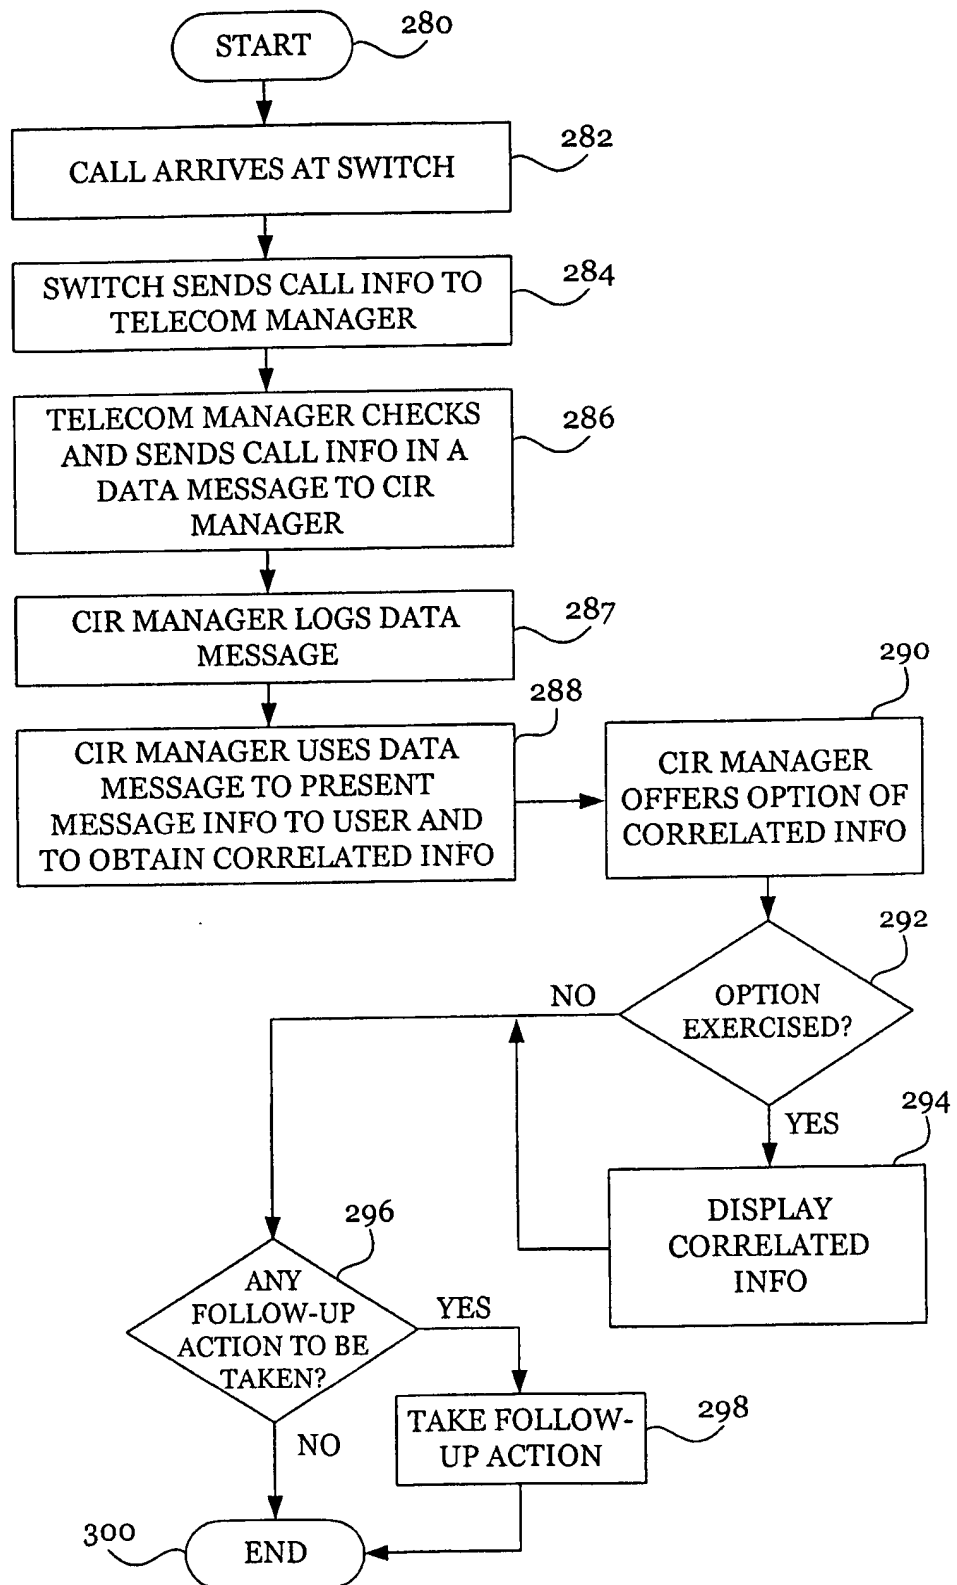 START
280
CALL ARRIVES AT SWITCH
282
SWITCH SENDS CALL INFO TO
TELECOM MANAGER
284
TELECOM MANAGER CHECKS
AND SENDS CALL INFO IN A
DATA MESSAGE TO CIR
MANAGER
286
CIR MANAGER LOGS DATA
MESSAGE
287
CIR MANAGER USES DATA
MESSAGE TO PRESENT
MESSAGE INFO TO USER AND
TO OBTAIN CORRELATED INFO
288
CIR MANAGER
OFFERS OPTION OF
CORRELATED INFO
290
OPTION
EXERCISED?
292
NO
YES
DISPLAY
CORRELATED
INFO
294
ANY
FOLLOW-UP
ACTION TO BE
TAKEN?
296
YES
NO
TAKE FOLLOW-
UP ACTION
298
END
300